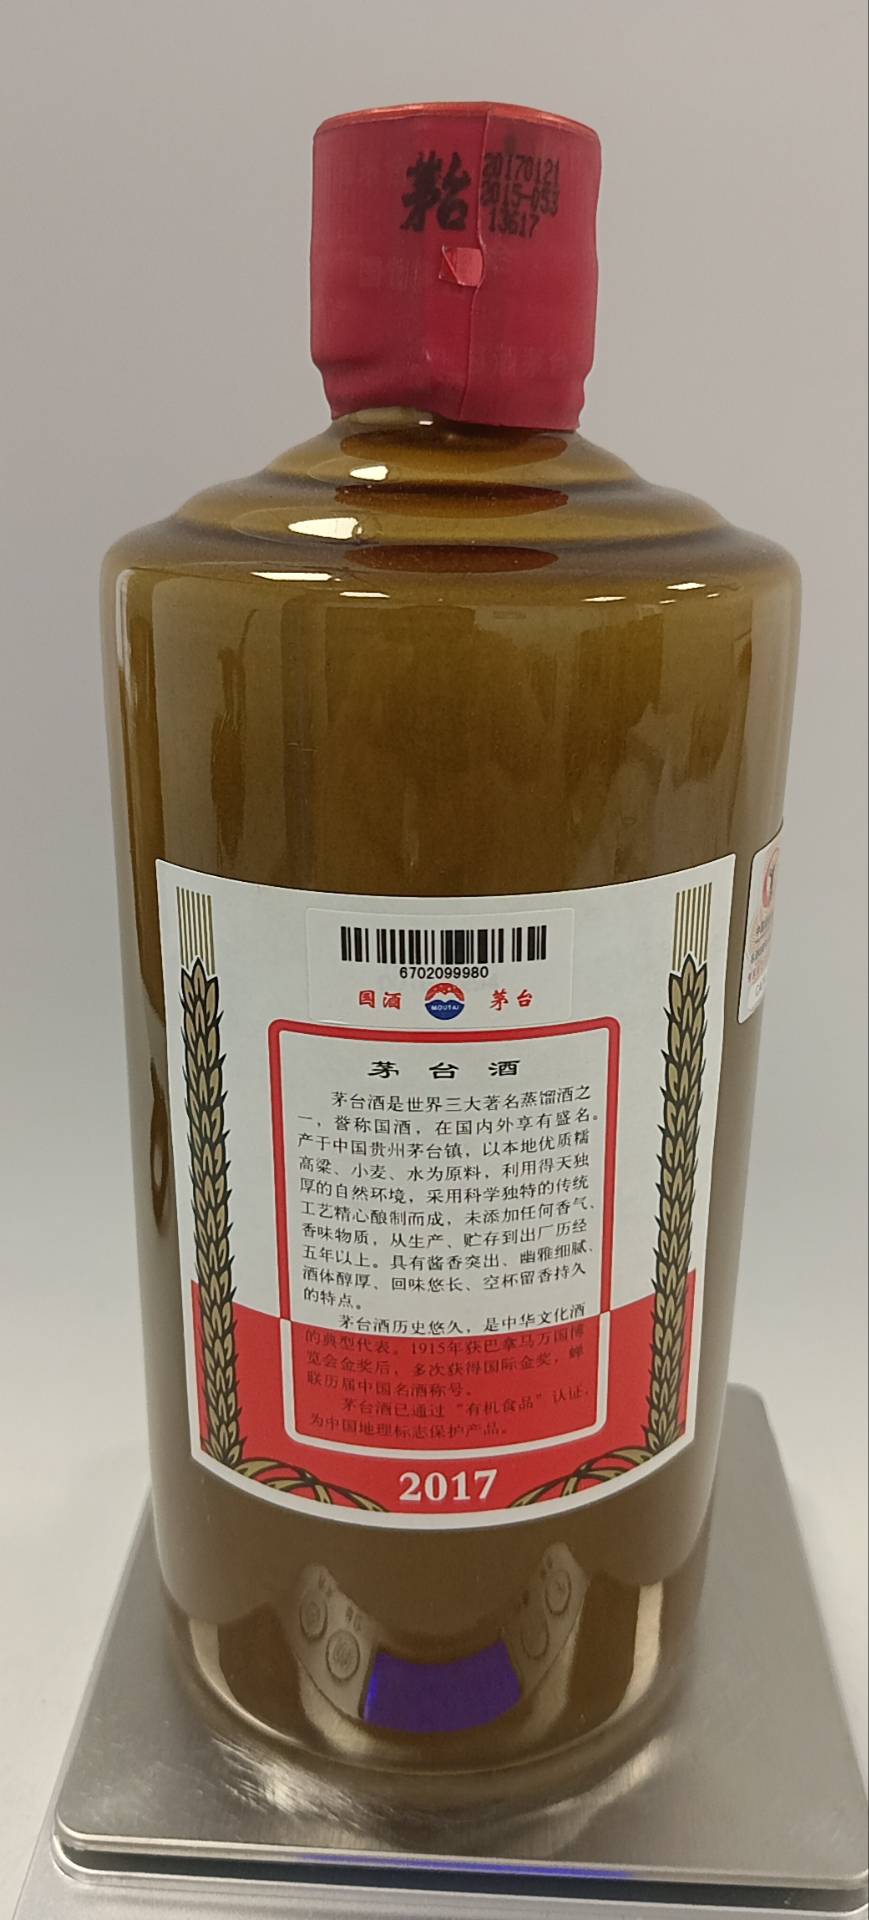 茅台
20170121
2015-053
13617
6702099980
国酒 MOUTAI 茅台
茅台酒
茅台酒是世界三大著名蒸馏酒之
一，誉称国酒，在国内外享有盛名。
产于中国贵州茅台镇，以本地优质糯
高粱、小麦、水为原料，利用得天独
厚的自然环境，采用科学独特的传统
工艺精心酿制而成，未添加任何香气、
香味物质，从生产、贮存到出厂历经
五年以上。具有酱香突出、幽雅细腻、
酒体醇厚、回味悠长、空杯留香持久
的特点。
茅台酒历史悠久，是中华文化酒
的典型代表。1915年获巴拿马万国博
览会金奖后，多次获得国际金奖，蝉
联历届中国名酒称号。
茅台酒已通过“有机食品”认证，
为中国地理标志保护产品。
2017